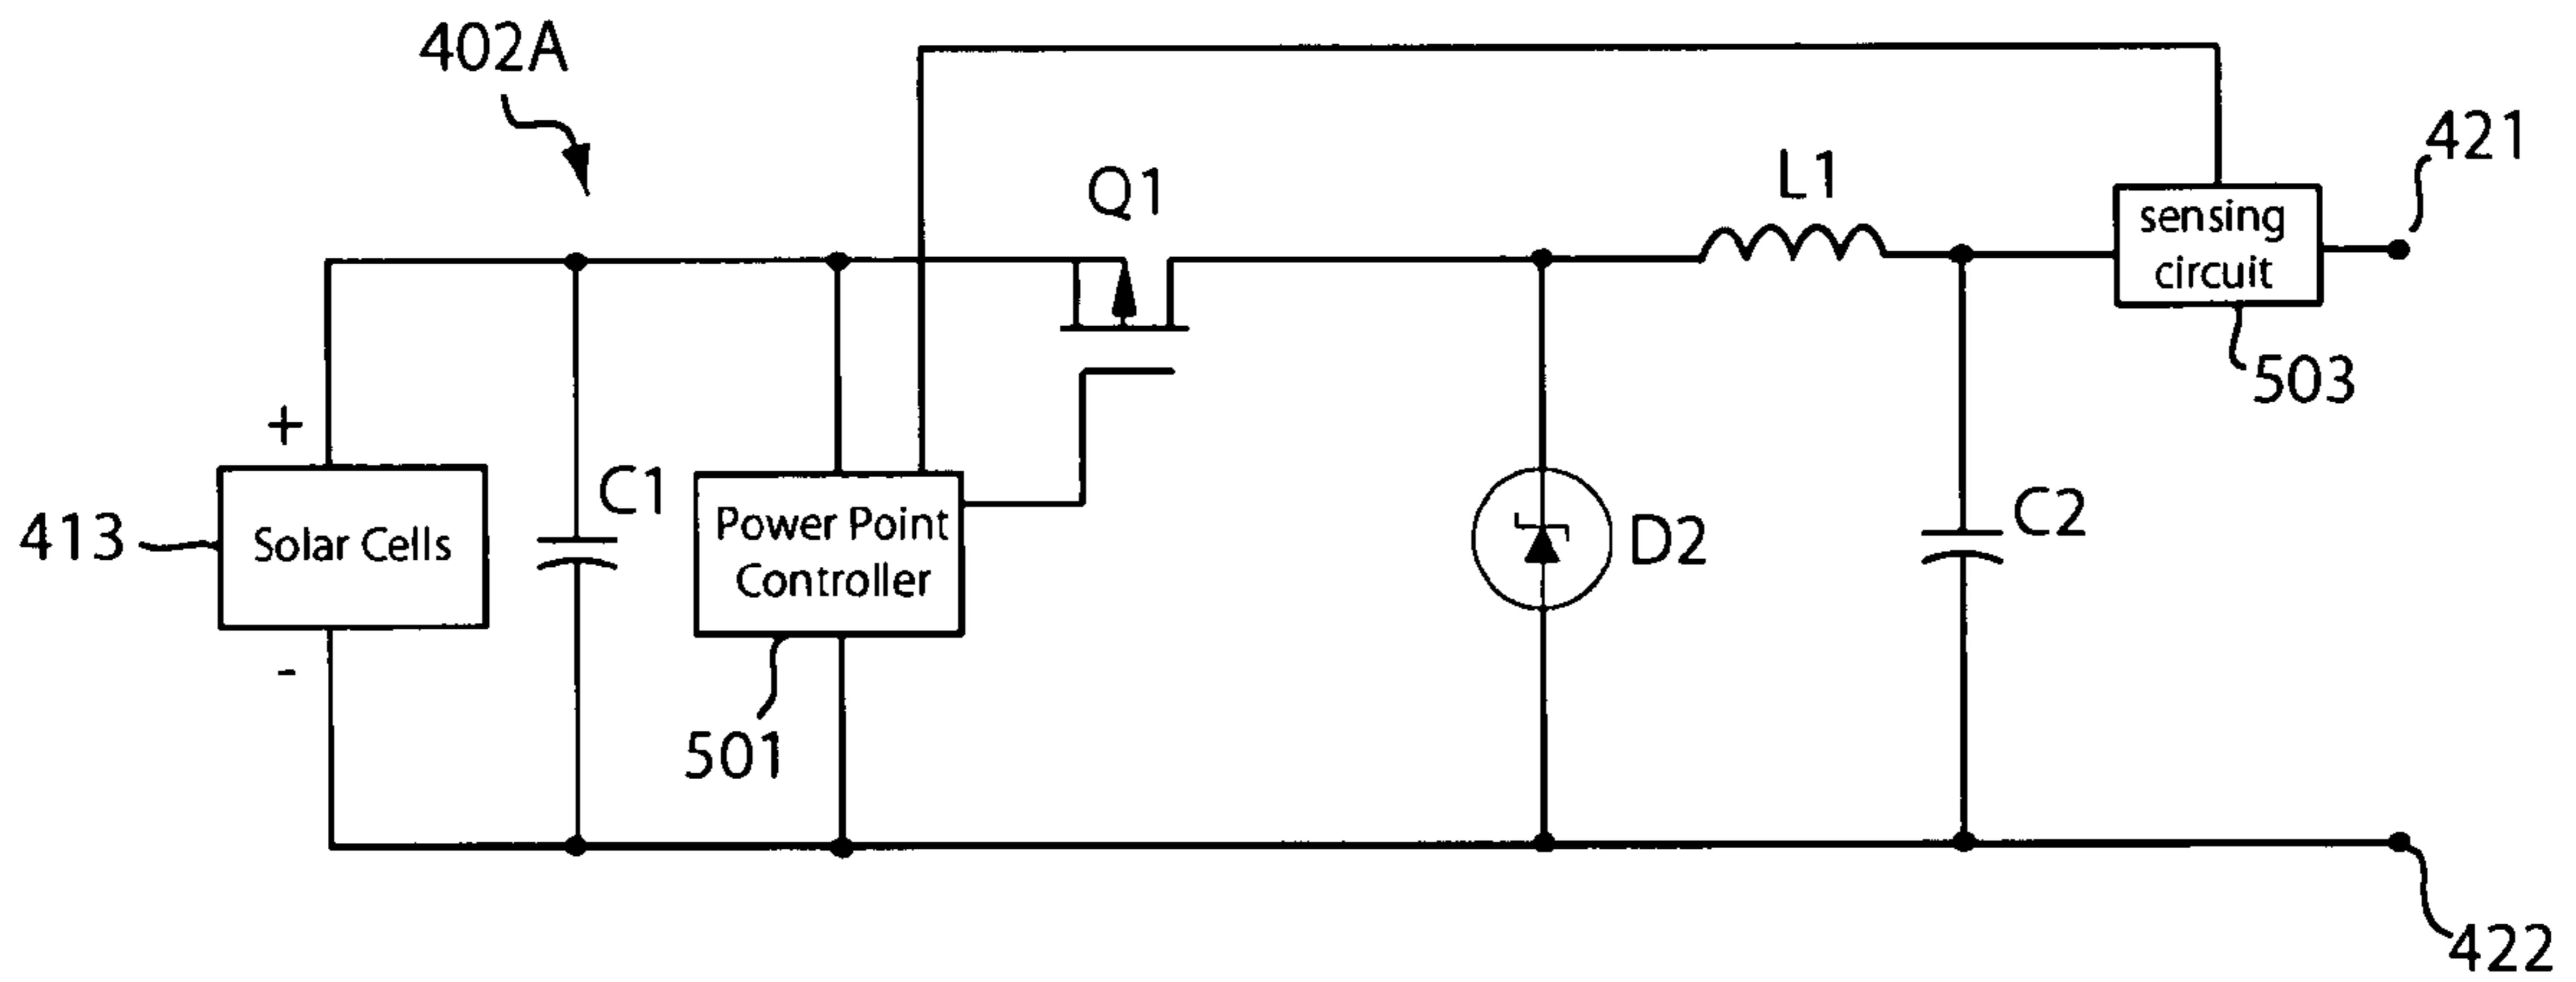 402A
421
Q1
L1
sensing
circuit
503
+
413
Solar Cells
C1
Power Point
Controller
D2
C2
-
501
422